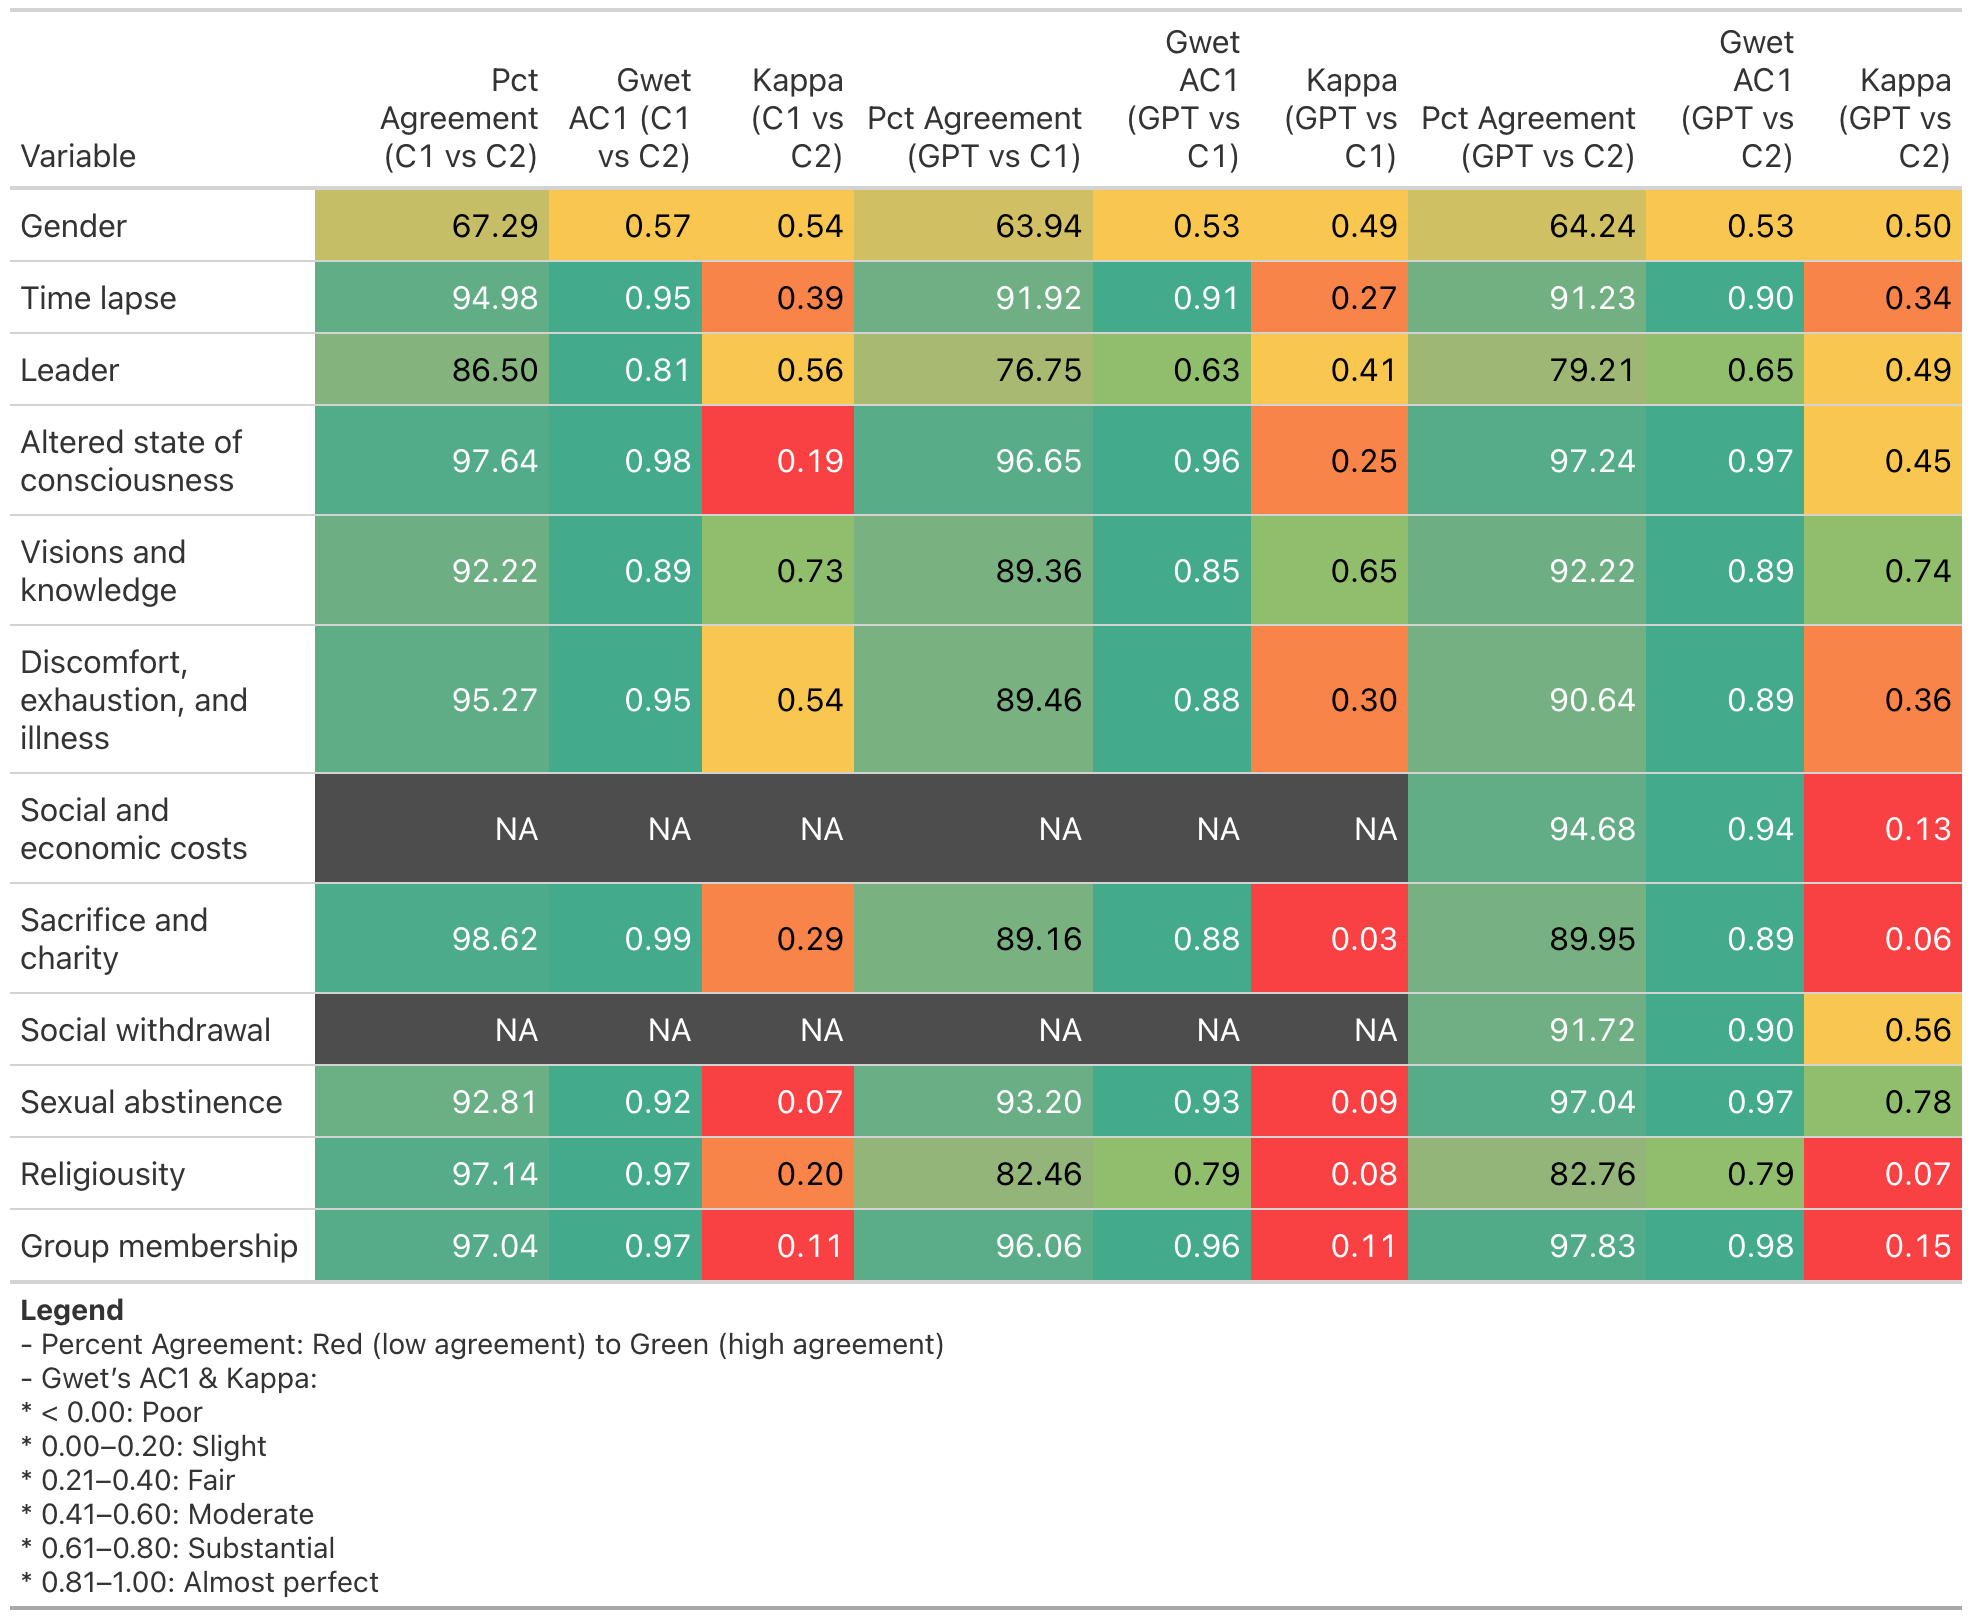 Variable Pct Agreement (C1 vs C2) Gwet AC1 (C1 vs C2) Kappa (C1 vs C2) Pct Agreement (GPT vs C1) Gwet AC1 (GPT vs C1) Kappa (GPT vs C1) Pct Agreement (GPT vs C2) Gwet AC1 (GPT vs C2) Kappa (GPT vs C2)
Gender 67.29 0.57 0.54 63.94 0.53 0.49 64.24 0.53 0.50
Time lapse 94.98 0.95 0.39 91.92 0.91 0.27 91.23 0.90 0.34
Leader 86.50 0.81 0.56 76.75 0.63 0.41 79.21 0.65 0.49
Altered state of consciousness 97.64 0.98 0.19 96.65 0.96 0.25 97.24 0.97 0.45
Visions and knowledge 92.22 0.89 0.73 89.36 0.85 0.65 92.22 0.89 0.74
Discomfort, exhaustion, and illness 95.27 0.95 0.54 89.46 0.88 0.30 90.64 0.89 0.36
Social and economic costs NA NA NA NA NA NA 94.68 0.94 0.13
Sacrifice and charity 98.62 0.99 0.29 89.16 0.88 0.03 89.95 0.89 0.06
Social withdrawal NA NA NA NA NA NA 91.72 0.90 0.56
Sexual abstinence 92.81 0.92 0.07 93.20 0.93 0.09 97.04 0.97 0.78
Religiousity 97.14 0.97 0.20 82.46 0.79 0.08 82.76 0.79 0.07
Group membership 97.04 0.97 0.11 96.06 0.96 0.11 97.83 0.98 0.15
Legend
- Percent Agreement: Red (low agreement) to Green (high agreement)
- Gwet’s AC1 & Kappa:
* < 0.00: Poor
* 0.00–0.20: Slight
* 0.21–0.40: Fair
* 0.41–0.60: Moderate
* 0.61–0.80: Substantial
* 0.81–1.00: Almost perfect